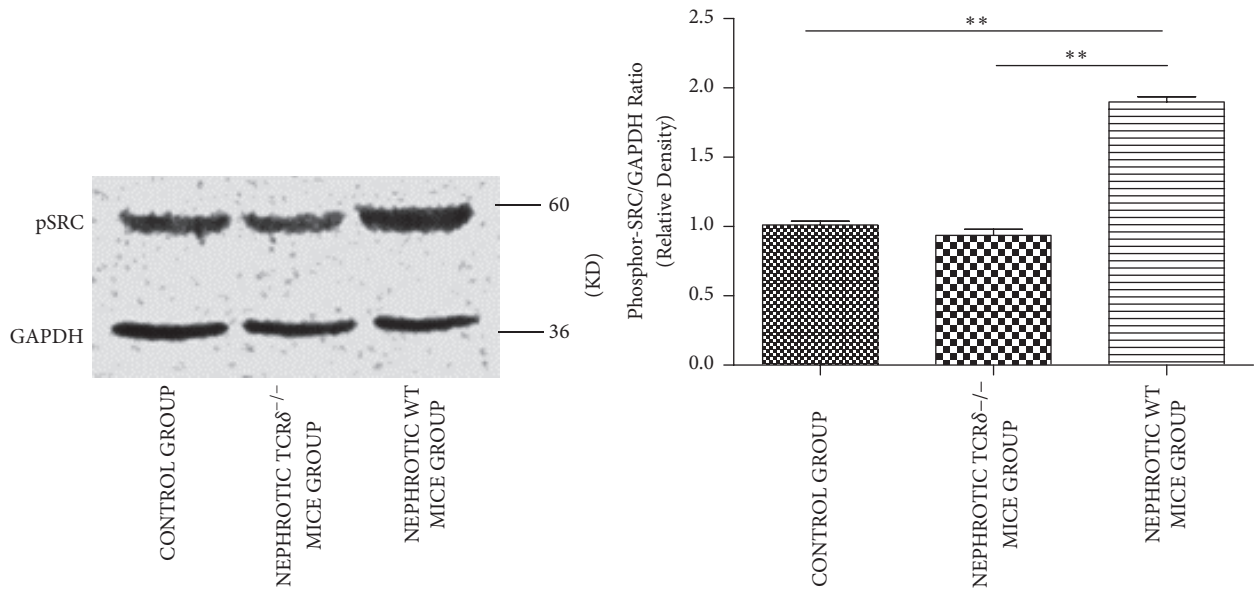 pSRC
GAPDH
60
36
(KD)
CONTROL GROUP
NEPHROTIC TCRδ−/−
MICE GROUP
NEPHROTIC WT
MICE GROUP
Phosphor-SRC/GAPDH Ratio
(Relative Density)
2.5
2.0
1.5
1.0
0.5
0.0
**
**
CONTROL GROUP
NEPHROTIC TCRδ−/−
MICE GROUP
NEPHROTIC WT
MICE GROUP